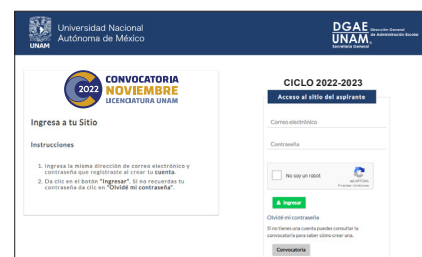 UNAM
Universidad Nacional
Autónoma de México
DGAE
UNAM
Dirección General
de Administración Escolar
Secretaría General
2022
CONVOCATORIA
NOVIEMBRE
LICENCIATURA UNAM
Ingresa a tu Sitio
Instrucciones
1. Ingresa la misma dirección de correo electrónico y
contraseña que registraste al crear tu cuenta.
2. Da clic en el botón "Ingresar". Si no recuerdas tu
contraseña da clic en "Olvidé mi contraseña".
CICLO 2022-2023
Acceso al sitio del aspirante
Correo electrónico
Contraseña
No soy un robot
reCAPTCHA
Privacidad - Condiciones
Ingresar
Olvidé mi contraseña
Si no tienes una cuenta puedes consultar la
convocatoria para saber cómo crear una.
Convocatoria